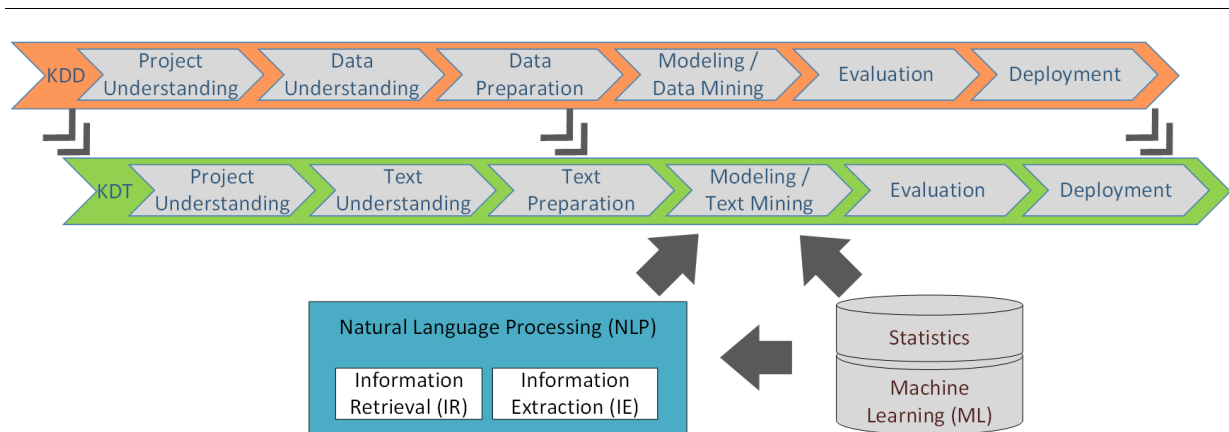 KDD
Project
Understanding
Data
Understanding
Data
Preparation
Modeling /
Data Mining
Evaluation
Deployment
KDT
Project
Understanding
Text
Understanding
Text
Preparation
Modeling /
Text Mining
Evaluation
Deployment
Natural Language Processing (NLP)
Information
Retrieval (IR)
Information
Extraction (IE)
Statistics
Machine
Learning (ML)